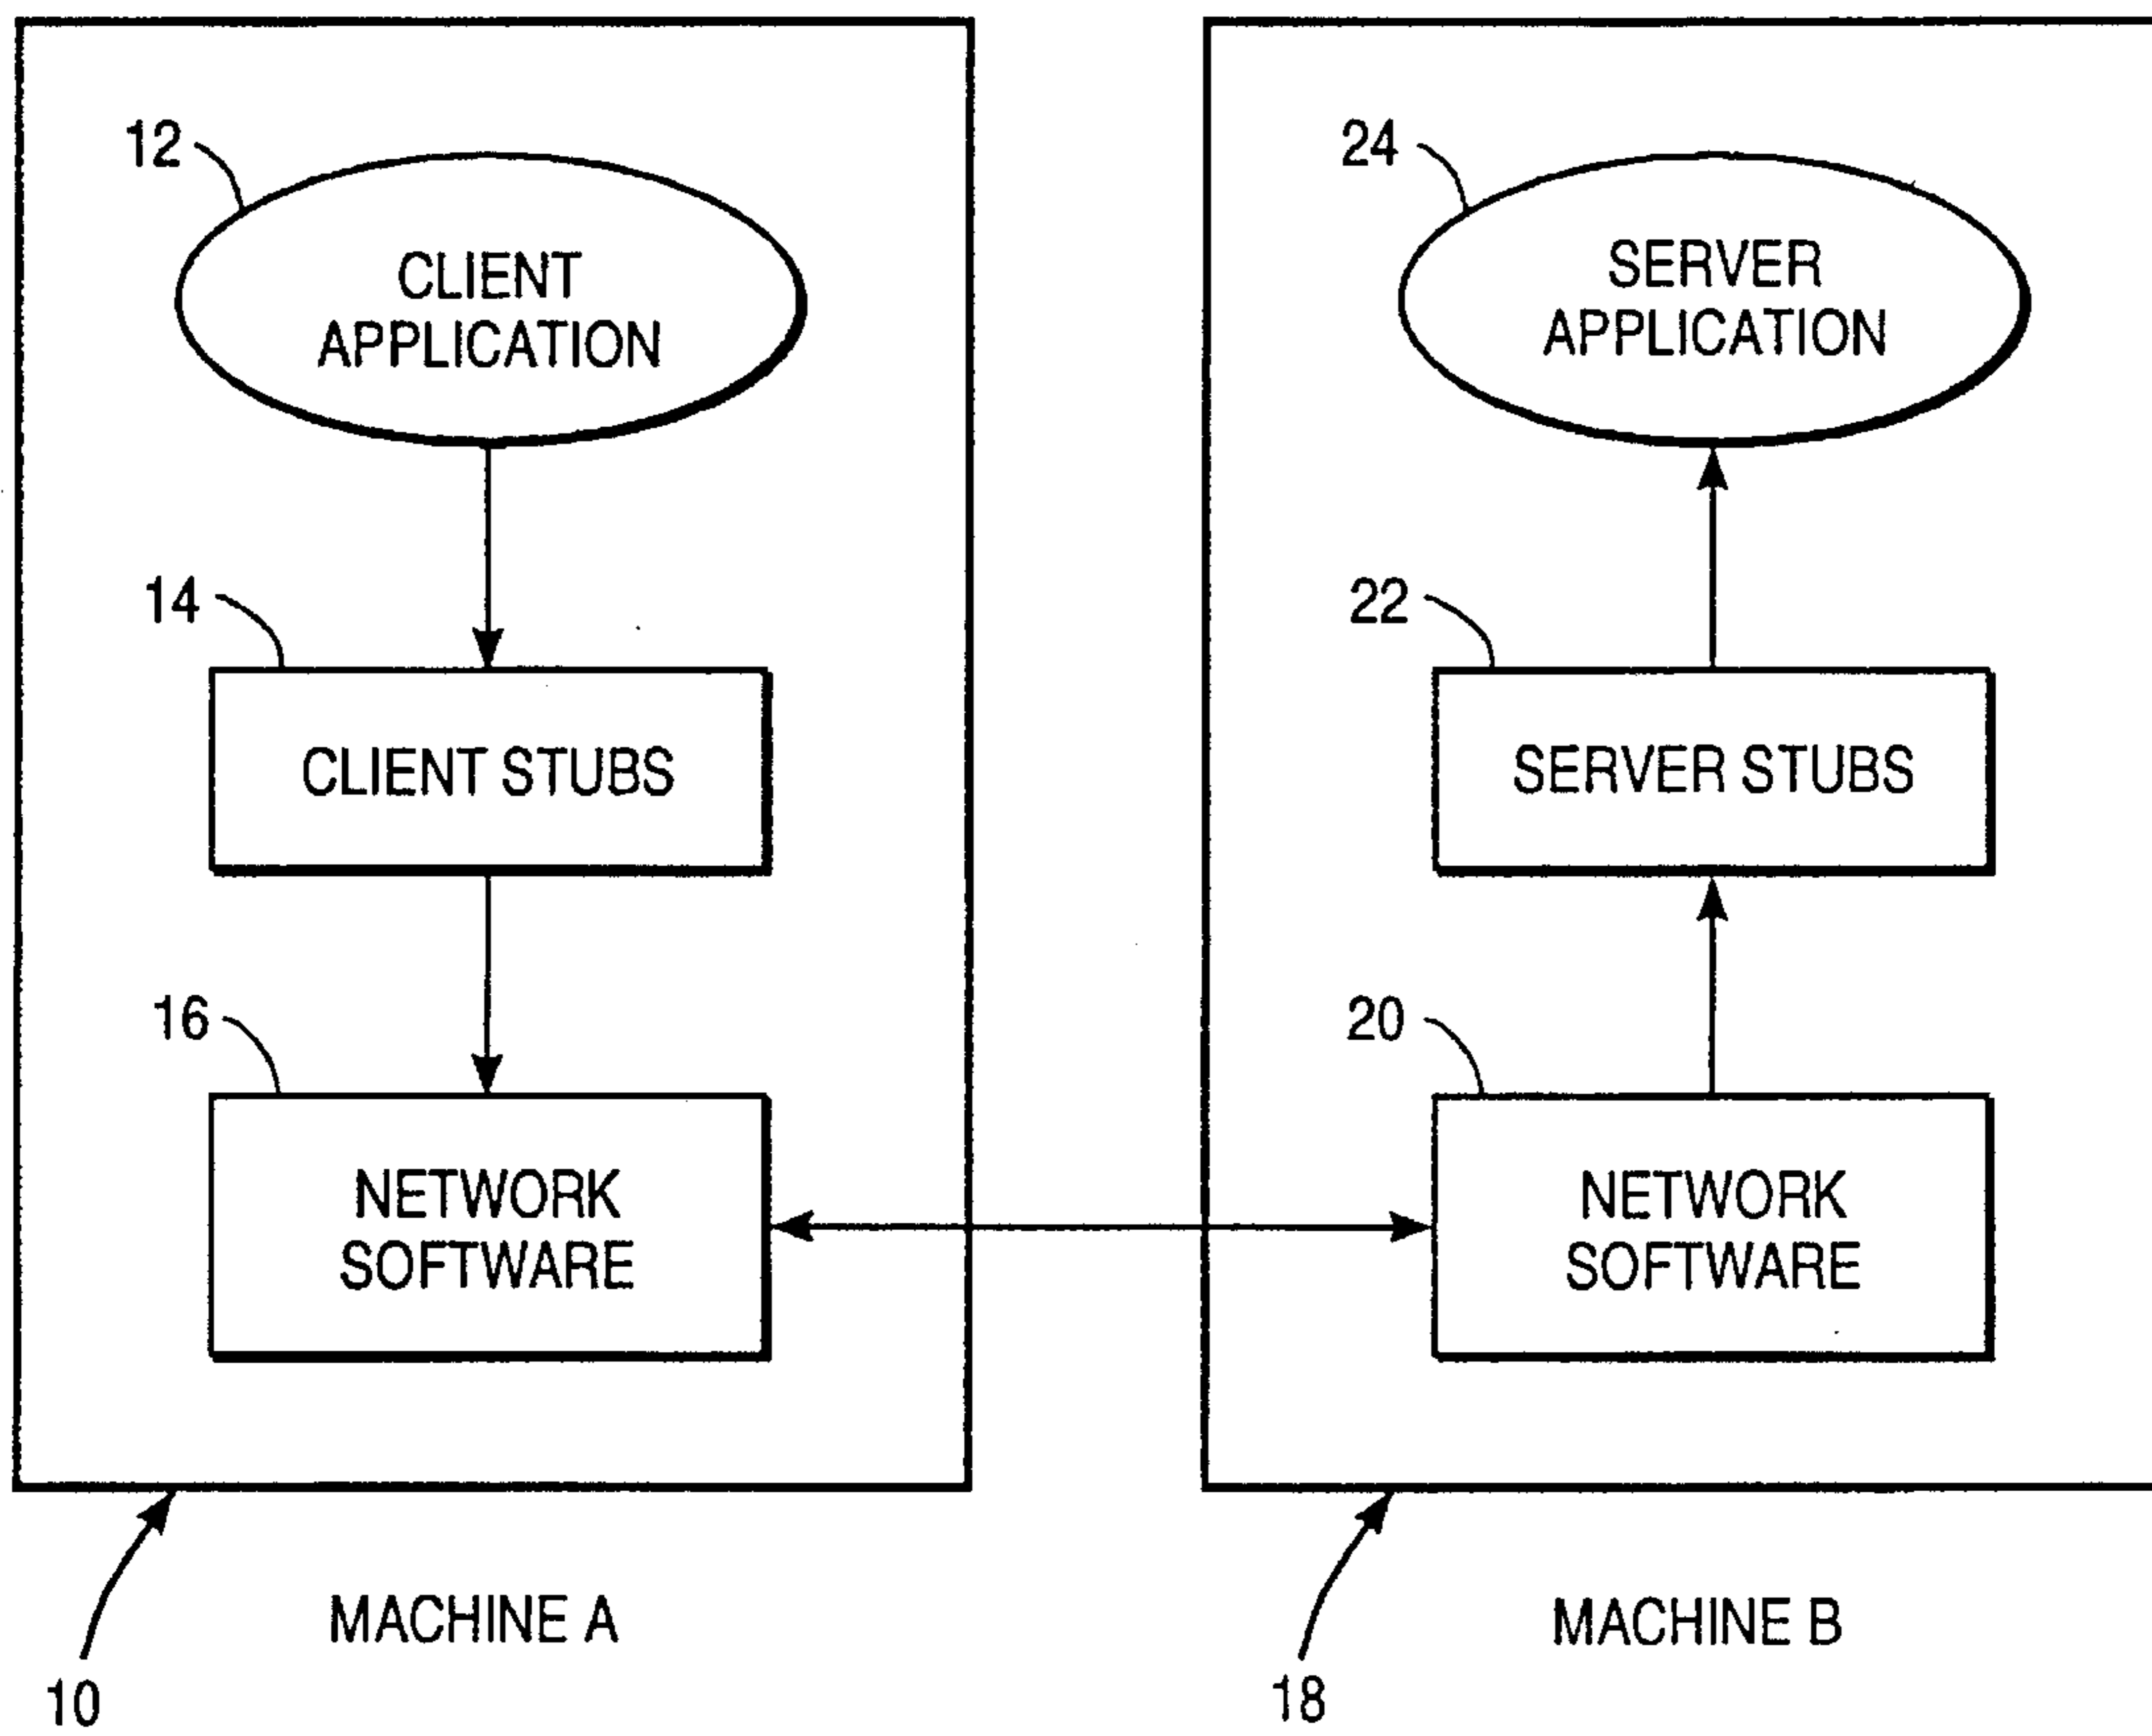 12
CLIENT
APPLICATION
14
CLIENT STUBS
16
NETWORK
SOFTWARE
MACHINE A
10
24
SERVER
APPLICATION
22
SERVER STUBS
20
NETWORK
SOFTWARE
MACHINE B
18